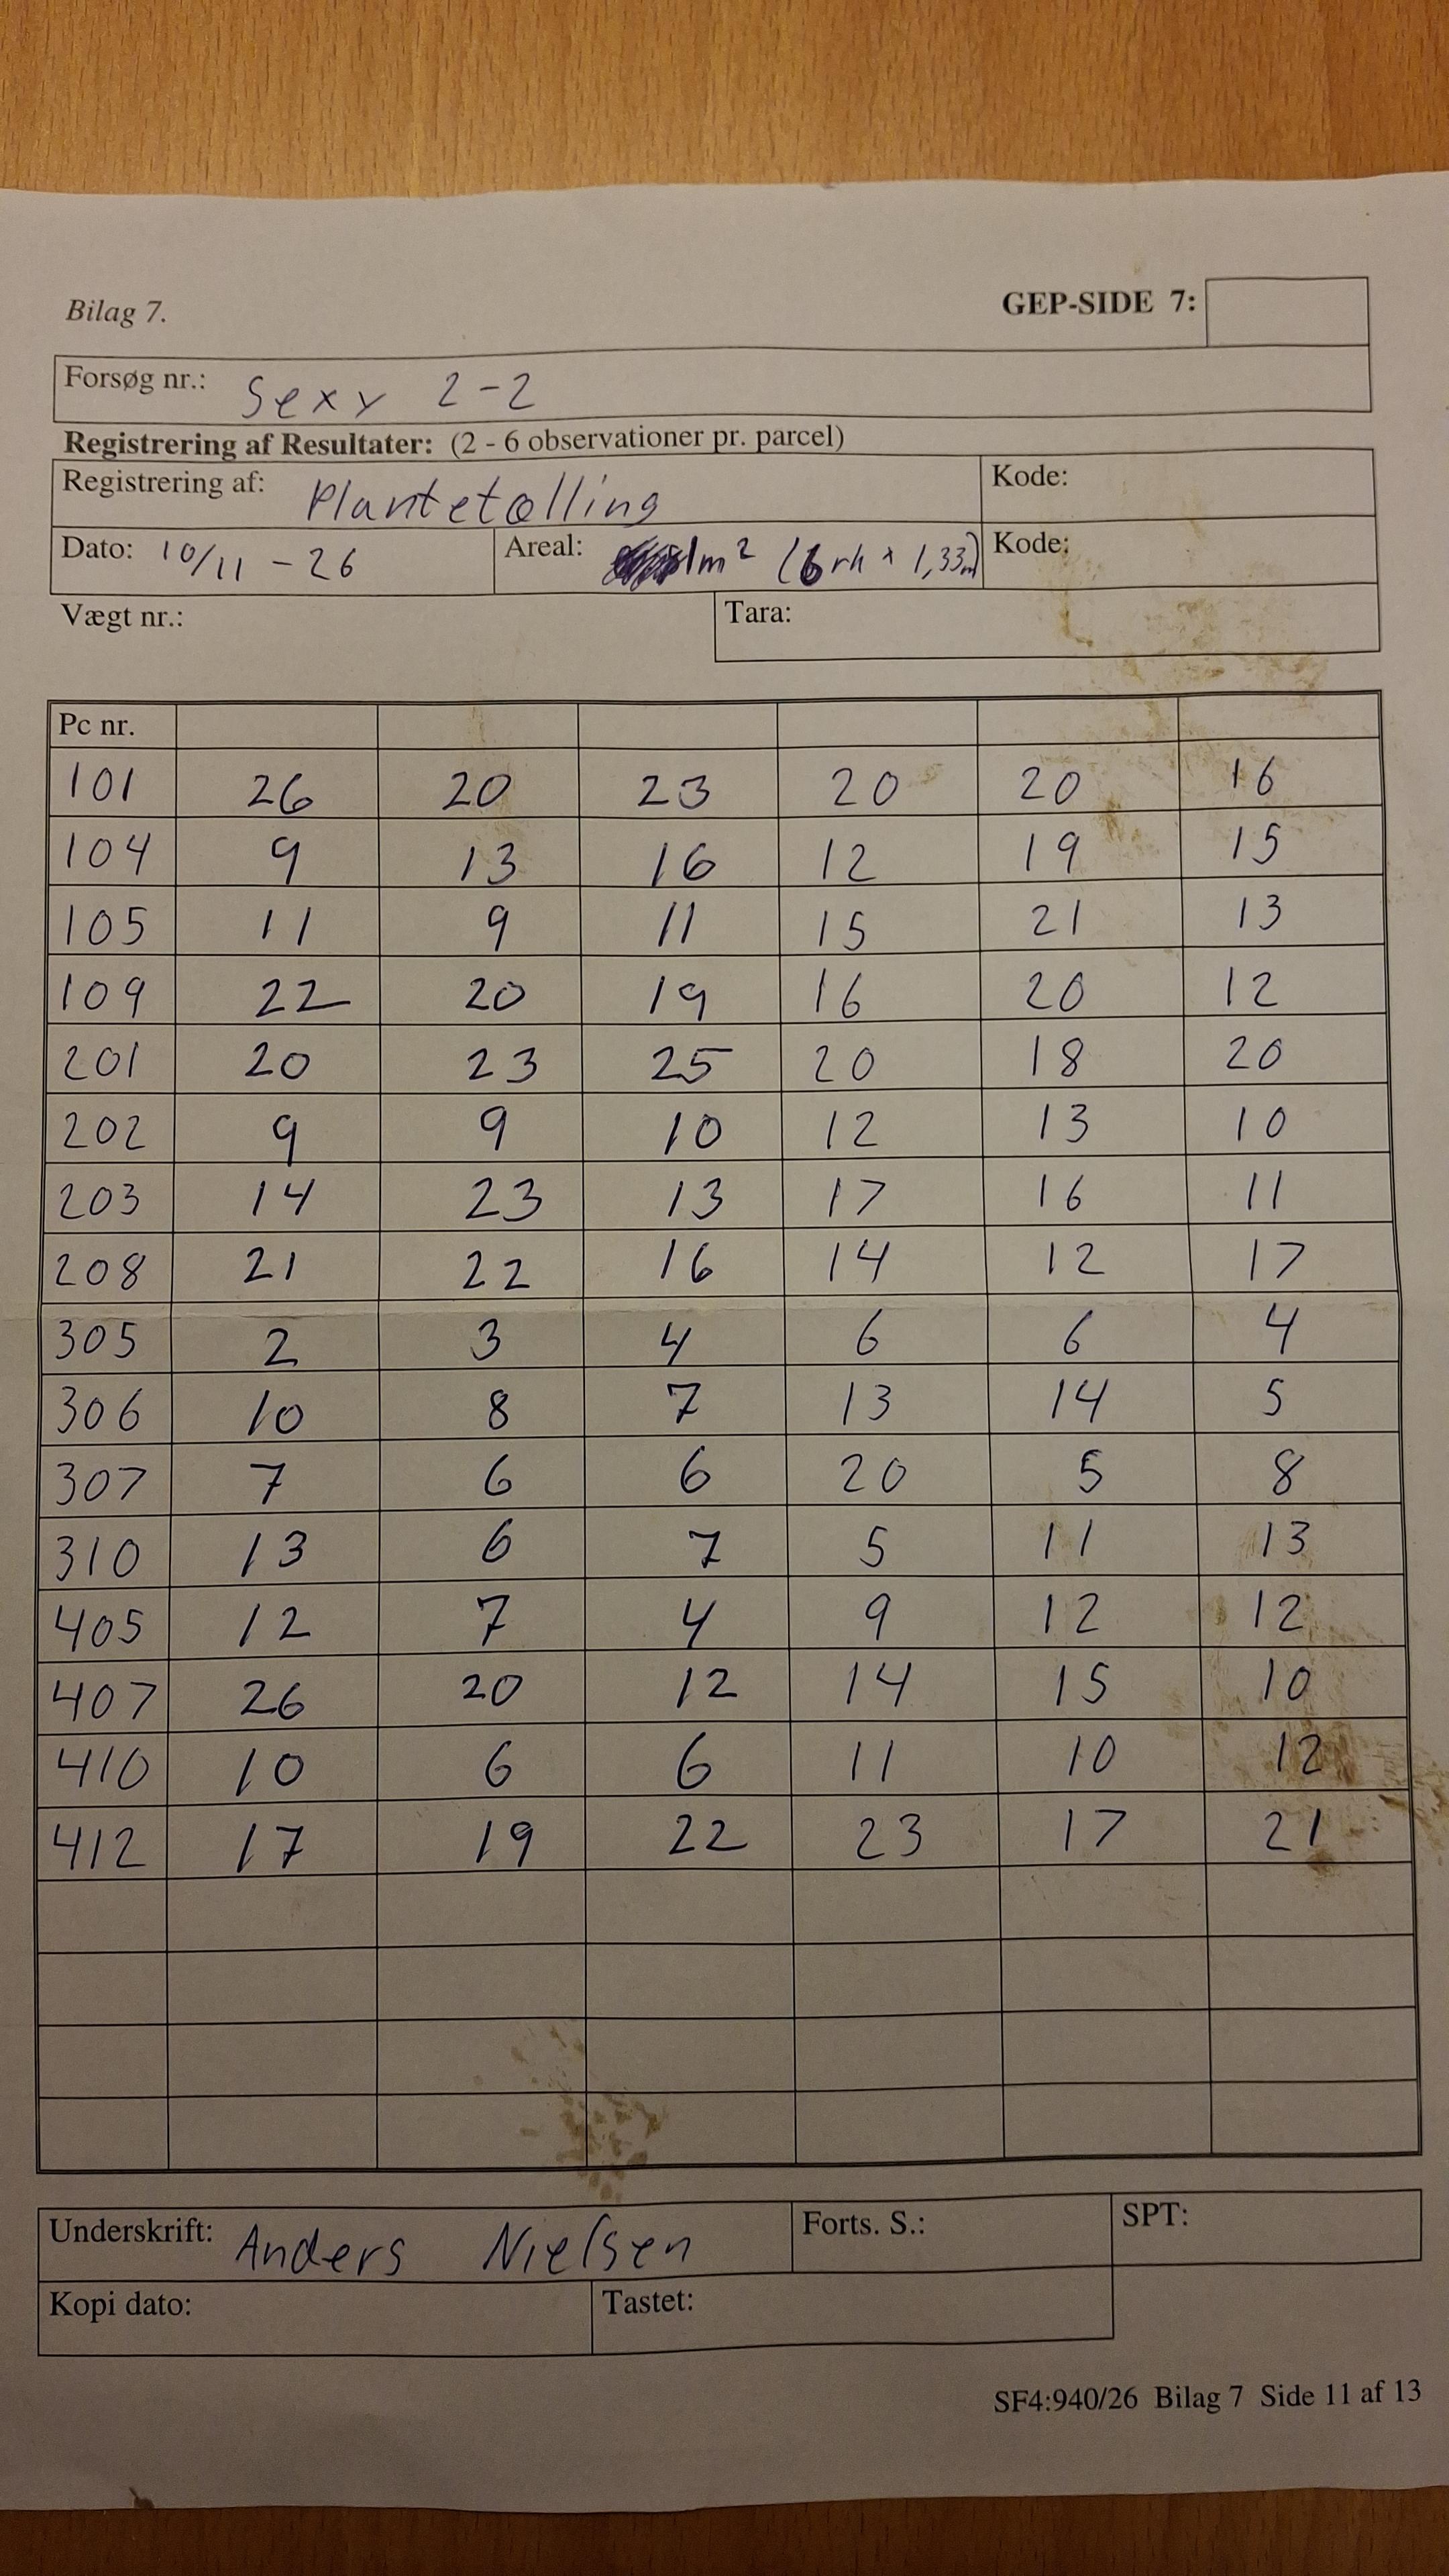 Bilag 7. GEP-SIDE 7:
Forsøg nr.: Sexy 2-2
Registrering af Resultater: (2 - 6 observationer pr. parcel)
Registrering af: Plantetælling Kode:
Dato: 10/11 - 26 Areal: 1m² (6rk x 1,33m) Kode:
Vægt nr.: Tara:
Pc nr.
101 26 20 23 20 20 16
104 9 13 16 12 19 15
105 11 9 11 15 21 13
109 22 20 19 16 20 12
201 20 23 25 20 18 20
202 9 9 10 12 13 10
203 14 23 13 17 16 11
208 21 22 16 14 12 17
305 2 3 4 6 6 4
306 10 8 7 13 14 5
307 7 6 6 20 5 8
310 13 6 7 5 11 13
405 12 7 4 9 12 12
407 26 20 12 14 15 10
410 10 6 6 11 10 12
412 17 19 22 23 17 21
Underskrift: Anders Nielsen Forts. S.: SPT:
Kopi dato: Tastet:
SF4:940/26 Bilag 7 Side 11 af 13